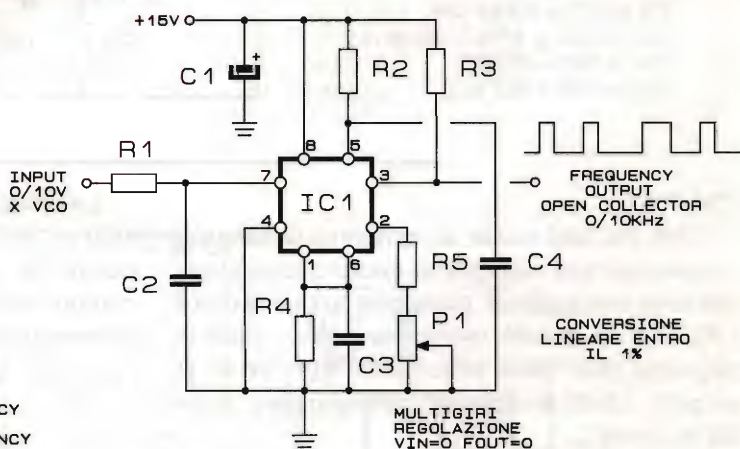 +15V
C1
R2
R3
8
5
R1
INPUT
0/10V
X VCO
7
3
IC1
4
2
1
6
FREQUENCY
OUTPUT
OPEN COLLECTOR
0/10KHz
C2
R4
C3
R5
P1
C4
CONVERSIONE
LINEARE ENTRO
IL 1%
MULTIGIRI
REGOLAZIONE
VIN=0 FOUT=0